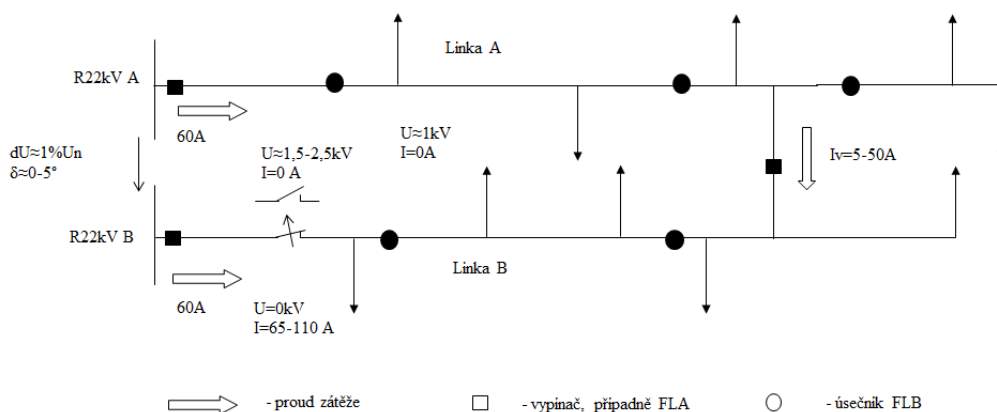 Linka A
R22kV A
60A
U≈1kV
I=0A
dU≈1%Un
δ≈0-5°
U≈1,5-2,5kV
I=0 A
Iv=5-50A
R22kV B
Linka B
60A
U=0kV
I=65-110 A
- proud zátěže
- vypínač, případně FLA
- úsečník FLB